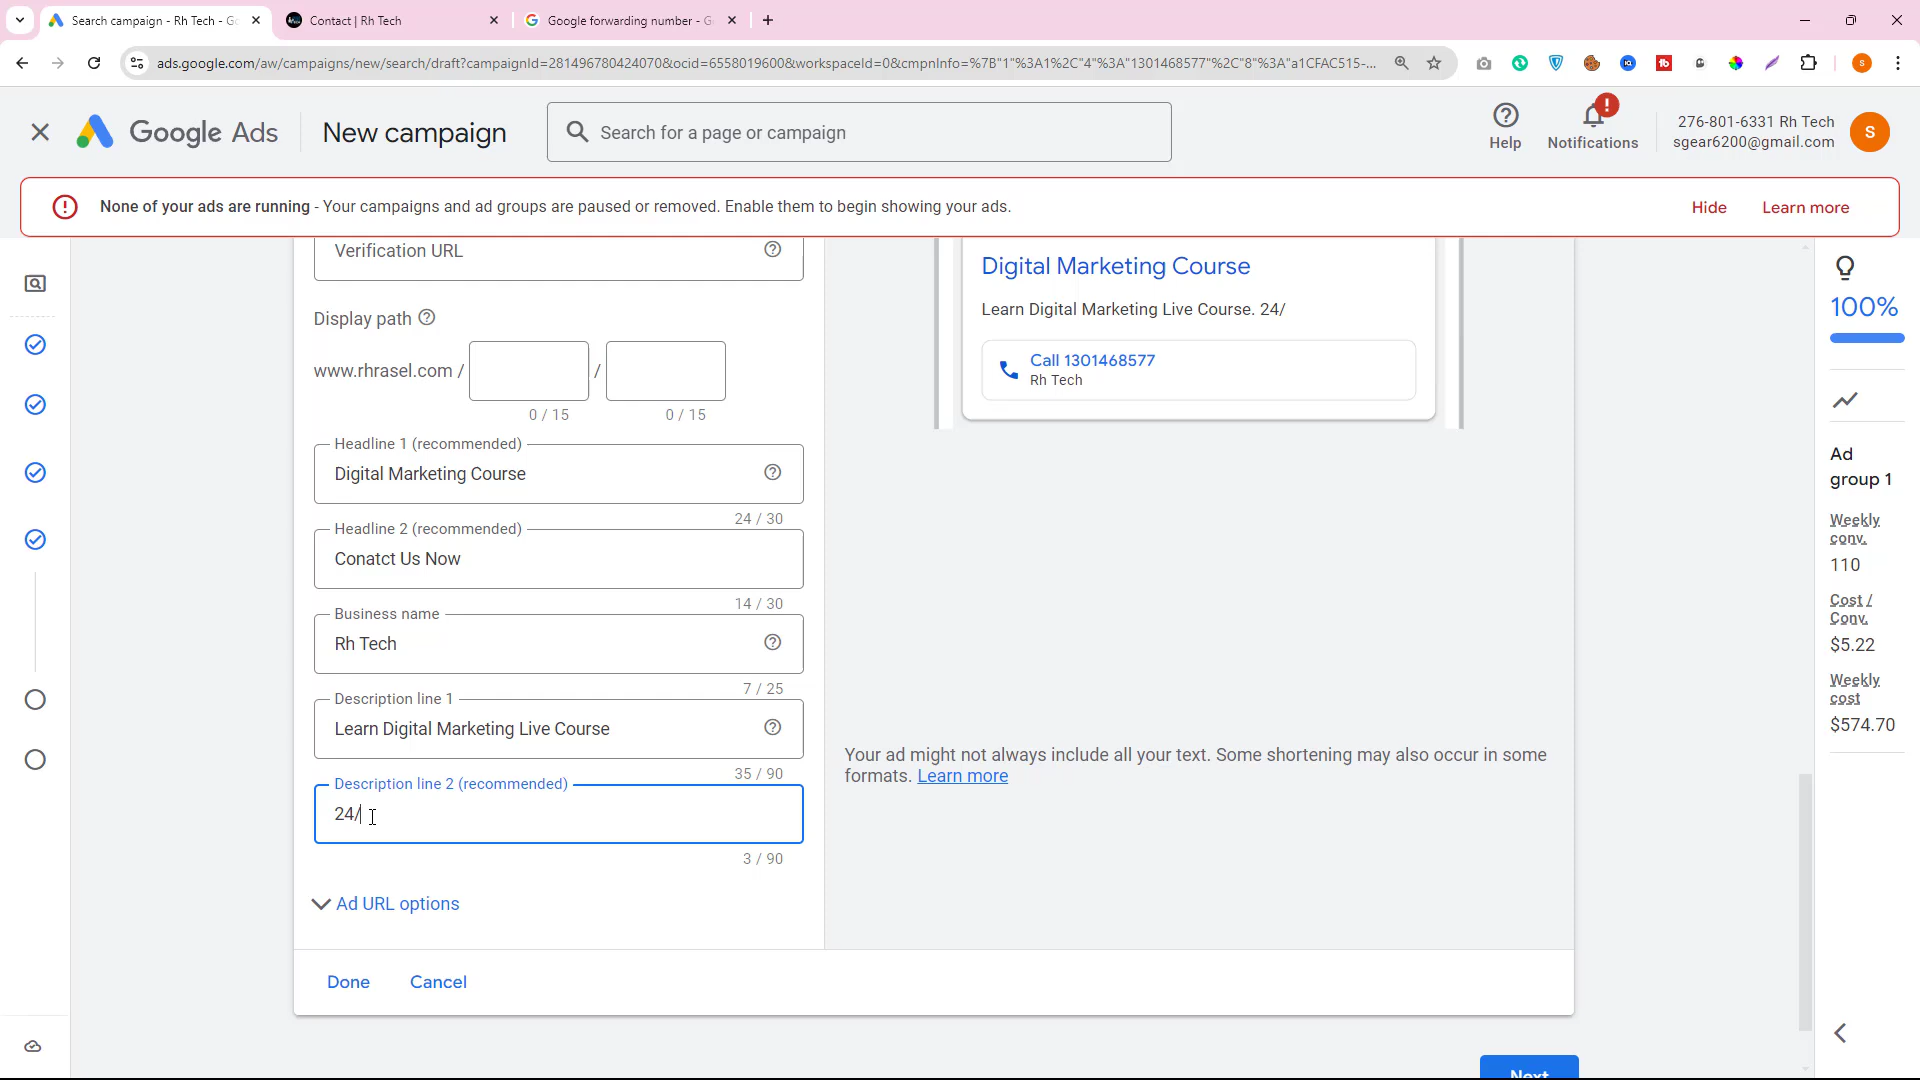 Search campaign - Rh Tech - Go
Contact | Rh Tech
Google forwarding number - G
ads.google.com/aw/campaigns/new/search/draft?campaignId=281496780424070&ocid=6558019600&workspaceId=0&cmpnInfo=%7B"1"%3A1%2C"4"%3A"1301468577"%2C"8"%3A"a1CFAC515-...
Google Ads
New campaign
Search for a page or campaign
Help
Notifications
276-801-6331 Rh Tech
sgear6200@gmail.com
S
None of your ads are running - Your campaigns and ad groups are paused or removed. Enable them to begin showing your ads.
Hide
Learn more
Verification URL
Display path
www.rhrasel.com /
/
0 / 15
0 / 15
Headline 1 (recommended)
Digital Marketing Course
24 / 30
Headline 2 (recommended)
Conatct Us Now
14 / 30
Business name
Rh Tech
7 / 25
Description line 1
Learn Digital Marketing Live Course
35 / 90
Description line 2 (recommended)
24/
3 / 90
Ad URL options
Done
Cancel
Digital Marketing Course
Learn Digital Marketing Live Course. 24/
Call 1301468577
Rh Tech
Your ad might not always include all your text. Some shortening may also occur in some
formats. Learn more
Next
100%
Ad
group 1
Weekly
conv.
110
Cost /
Conv.
$5.22
Weekly
cost
$574.70